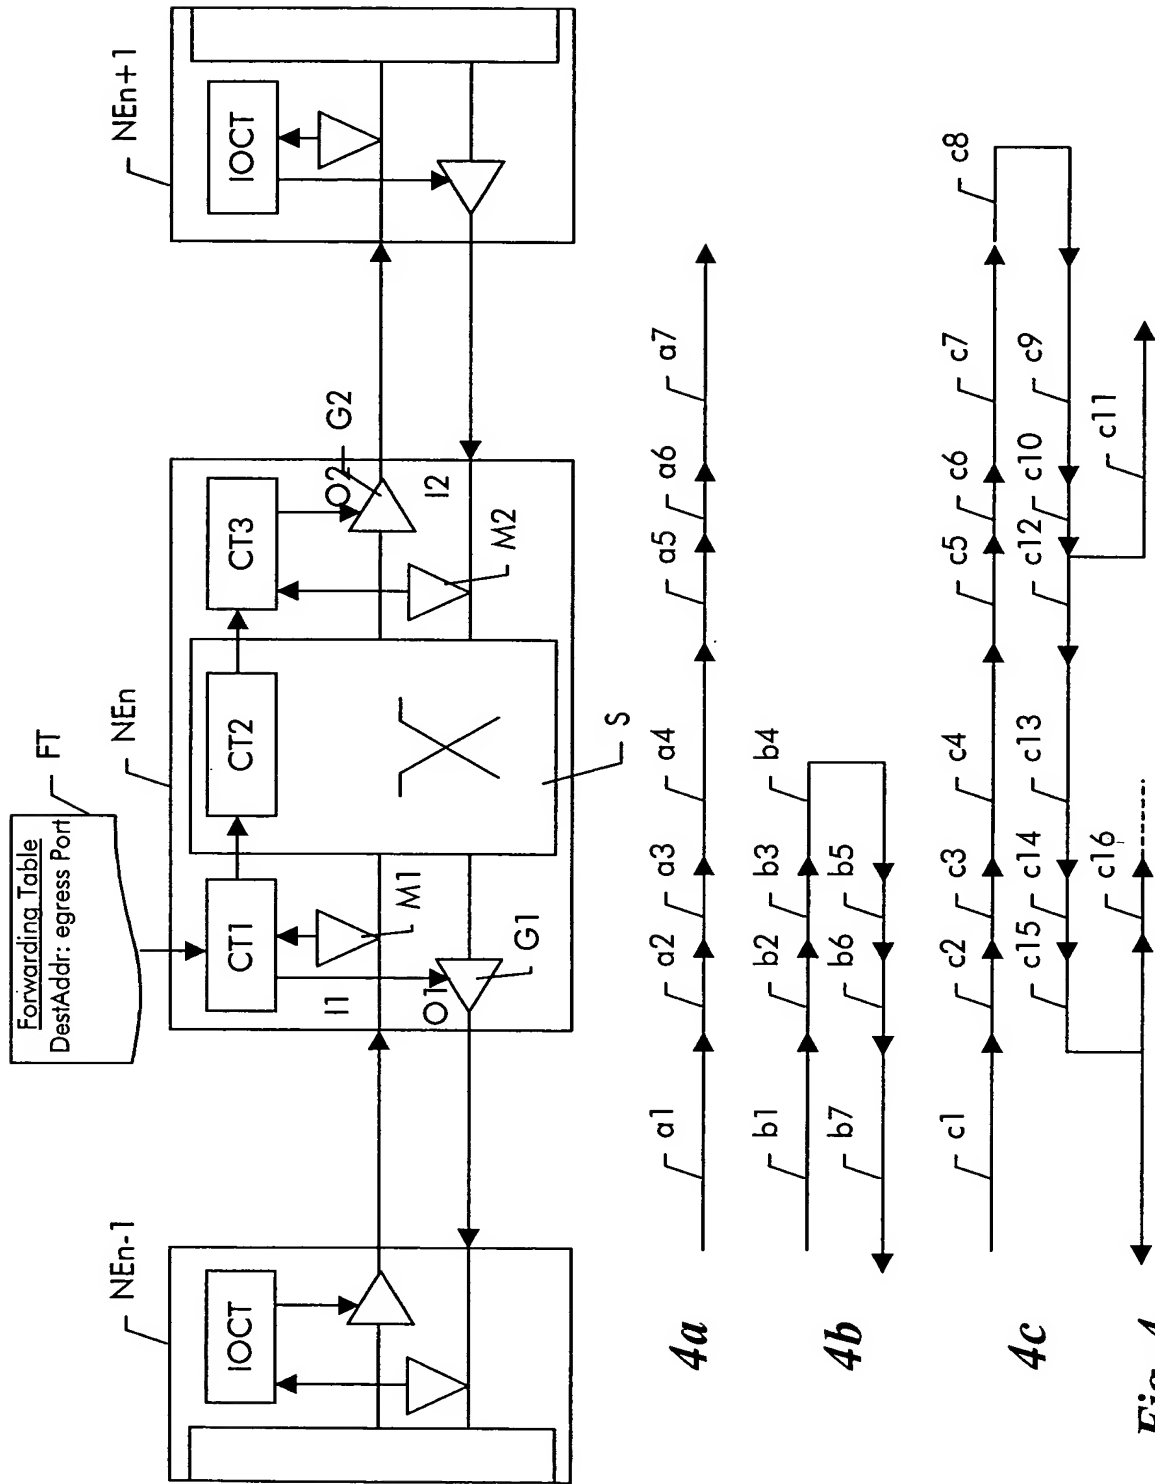 Forwarding Table
DestAddr: egress Port
FT
NEn-1
NEn
NEn+1
IOCT
CT1
CT2
CT3
IOCT
I1
M1
O1
G1
S
O2
G2
I2
M2
4a
a1
a2
a3
a4
a5
a6
a7
4b
b1
b2
b3
b4
b7
b6
b5
4c
c1
c2
c3
c4
c5
c6
c7
c8
c15
c14
c13
c12
c10
c9
c16
c11
Fig. 4